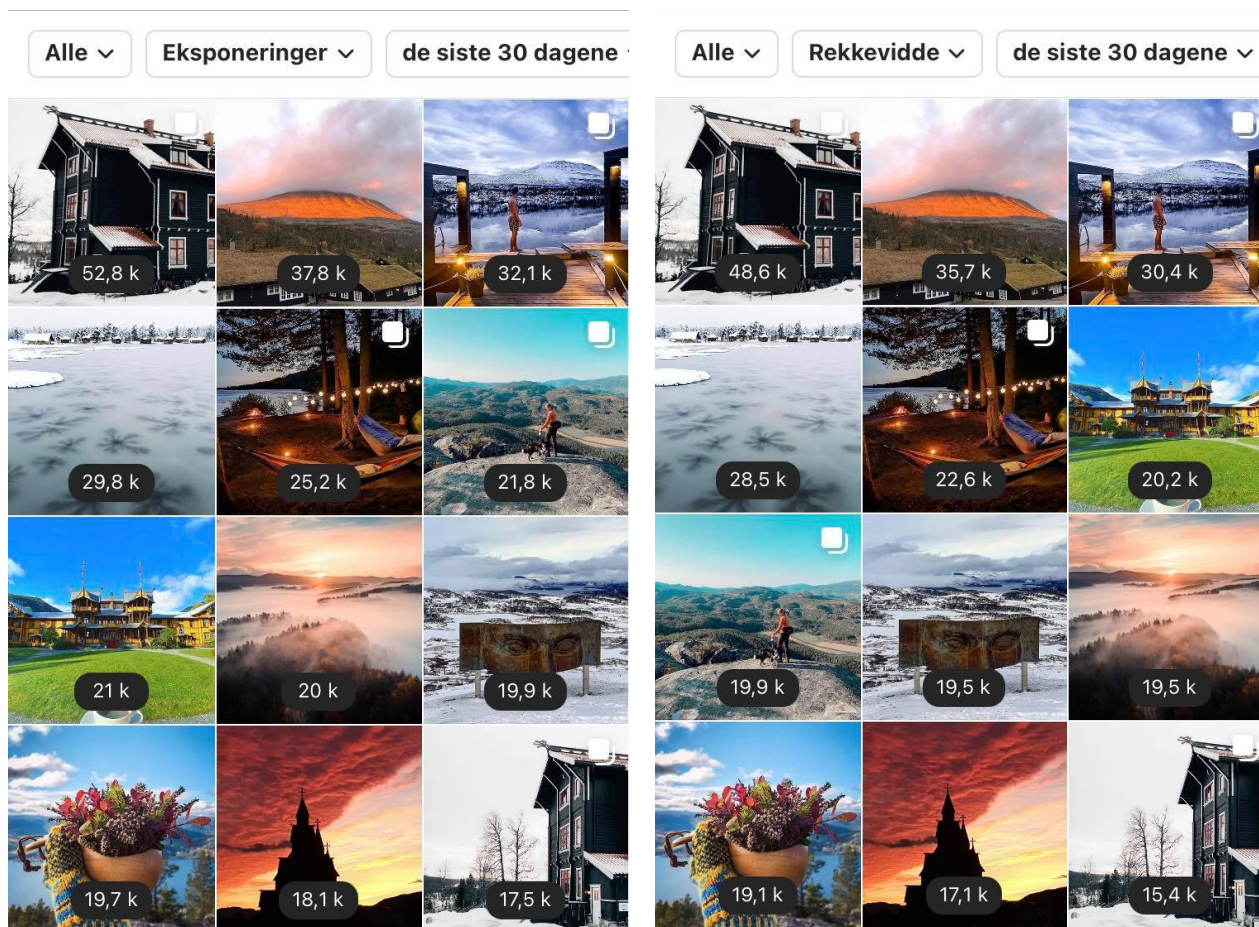 Alle Eksponeringer de siste 30 dagene
52,8 k 37,8 k 32,1 k
29,8 k 25,2 k 21,8 k
21 k 20 k 19,9 k
19,7 k 18,1 k 17,5 k
Alle Rekkevidde de siste 30 dagene
48,6 k 35,7 k 30,4 k
28,5 k 22,6 k 20,2 k
19,9 k 19,5 k 19,5 k
19,1 k 17,1 k 15,4 k